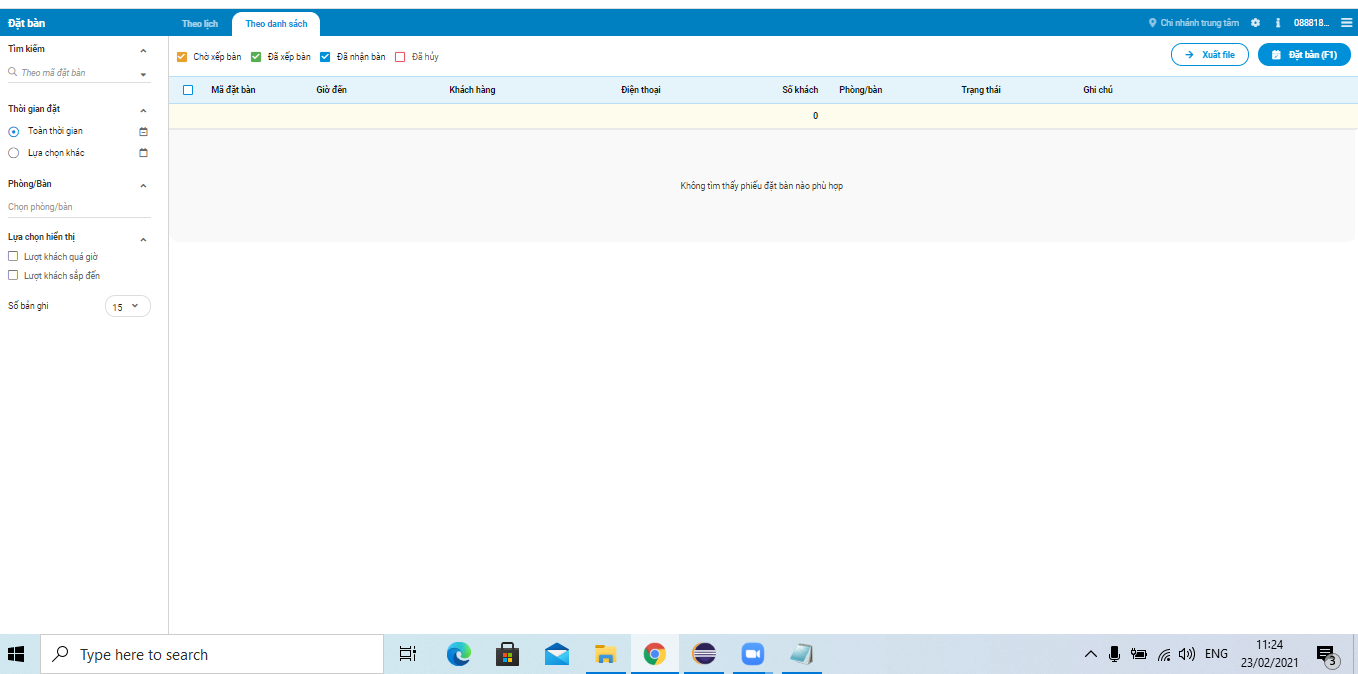 Đặt bàn
Theo lịch
Theo danh sách
Chi nhánh trung tâm
088818...
Tìm kiếm
Theo mã đặt bàn
Thời gian đặt
Toàn thời gian
Lựa chọn khác
Phòng/Bàn
Chọn phòng/bàn
Lựa chọn hiển thị
Lượt khách quá giờ
Lượt khách sắp đến
Số bản ghi
15
Chờ xếp bàn
Đã xếp bàn
Đã nhận bàn
Đã hủy
Xuất file
Đặt bàn (F1)
Mã đặt bàn
Giờ đến
Khách hàng
Điện thoại
Số khách
Phòng/bàn
Trạng thái
Ghi chú
0
Không tìm thấy phiếu đặt bàn nào phù hợp
Type here to search
ENG
11:24
23/02/2021
3